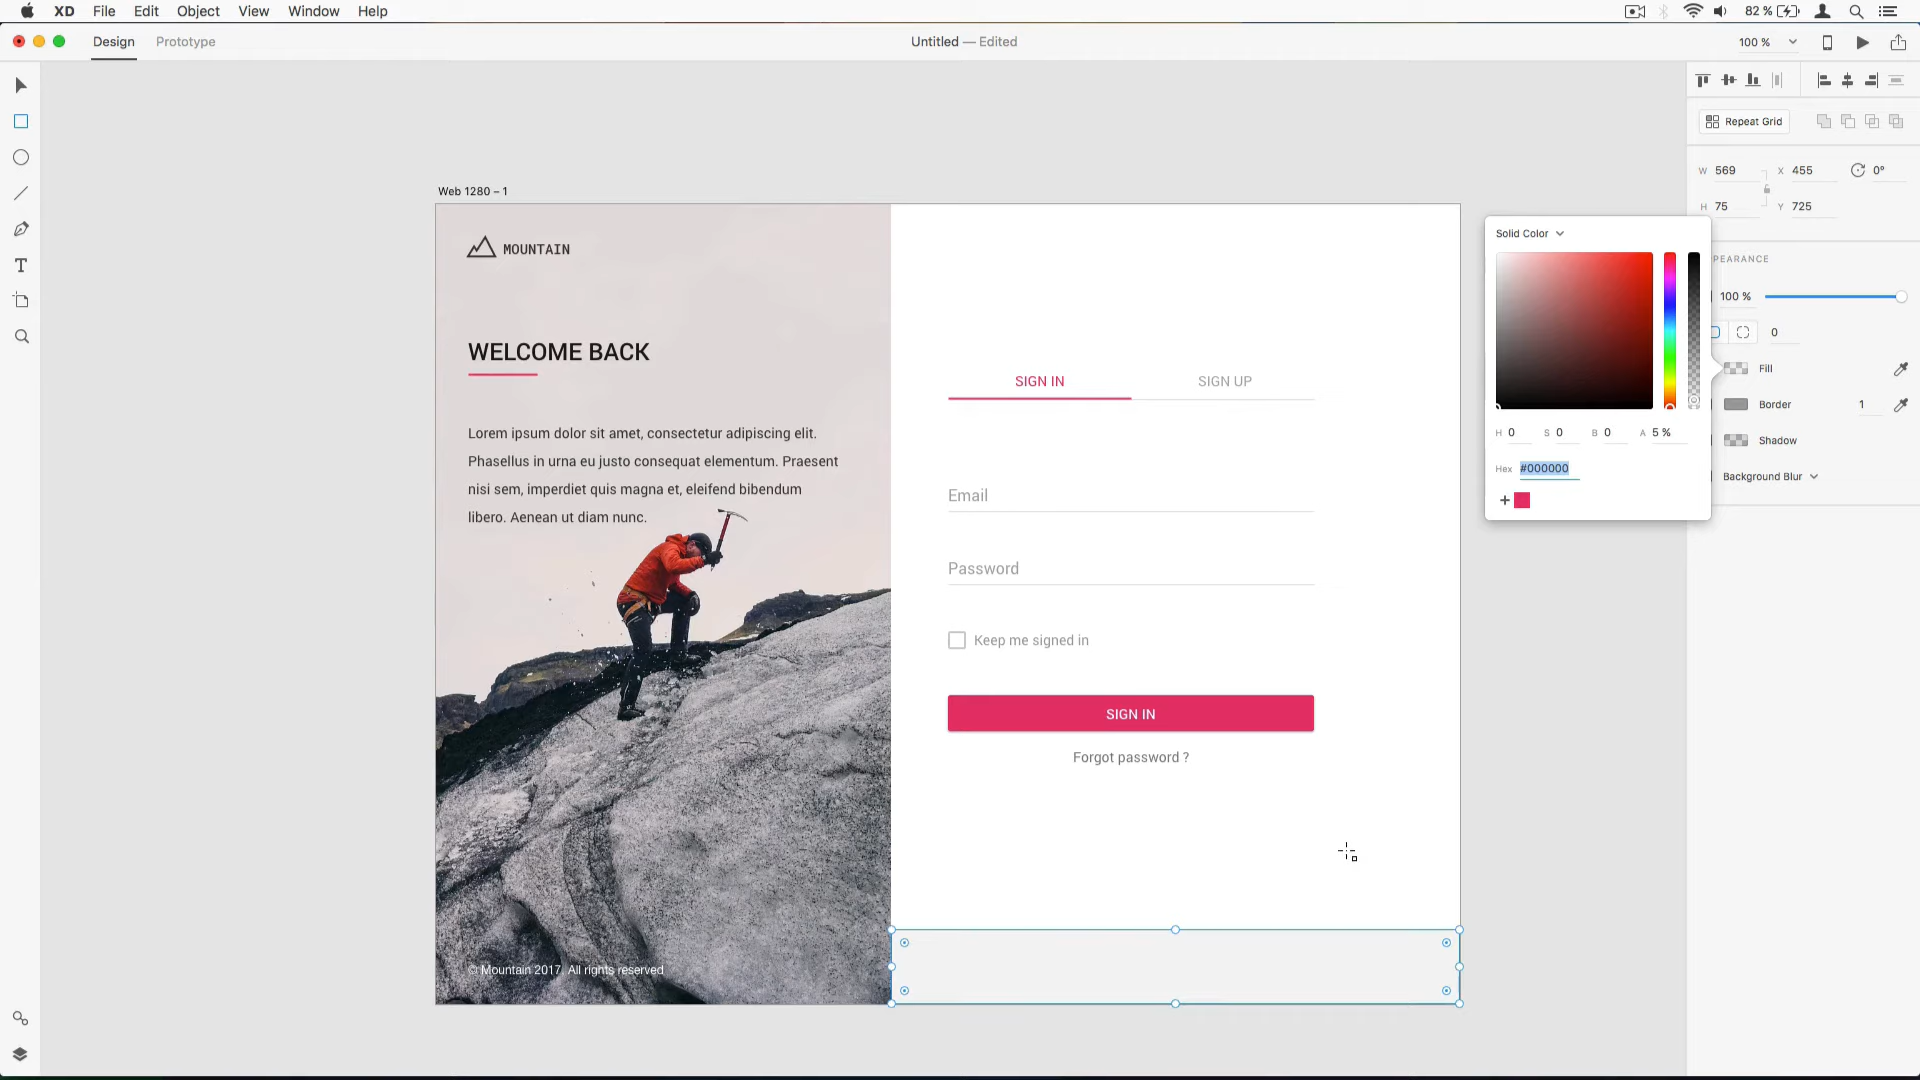 XD File Edit Object View Window Help
82 %
Design Prototype
Untitled — Edited
100 %
Repeat Grid
W 569 X 455 0°
H 75 Y 725
PEARANCE
100 %
0
Fill
Border 1
Shadow
Background Blur
Solid Color
H 0 S 0 B 0 A 5 %
Hex #000000
+
Web 1280 – 1
MOUNTAIN
WELCOME BACK
Lorem ipsum dolor sit amet, consectetur adipiscing elit.
Phasellus in urna eu justo consequat elementum. Praesent
nisi sem, imperdiet quis magna et, eleifend bibendum
libero. Aenean ut diam nunc.
© Mountain 2017, All rights reserved
SIGN IN SIGN UP
Email
Password
Keep me signed in
SIGN IN
Forgot password ?